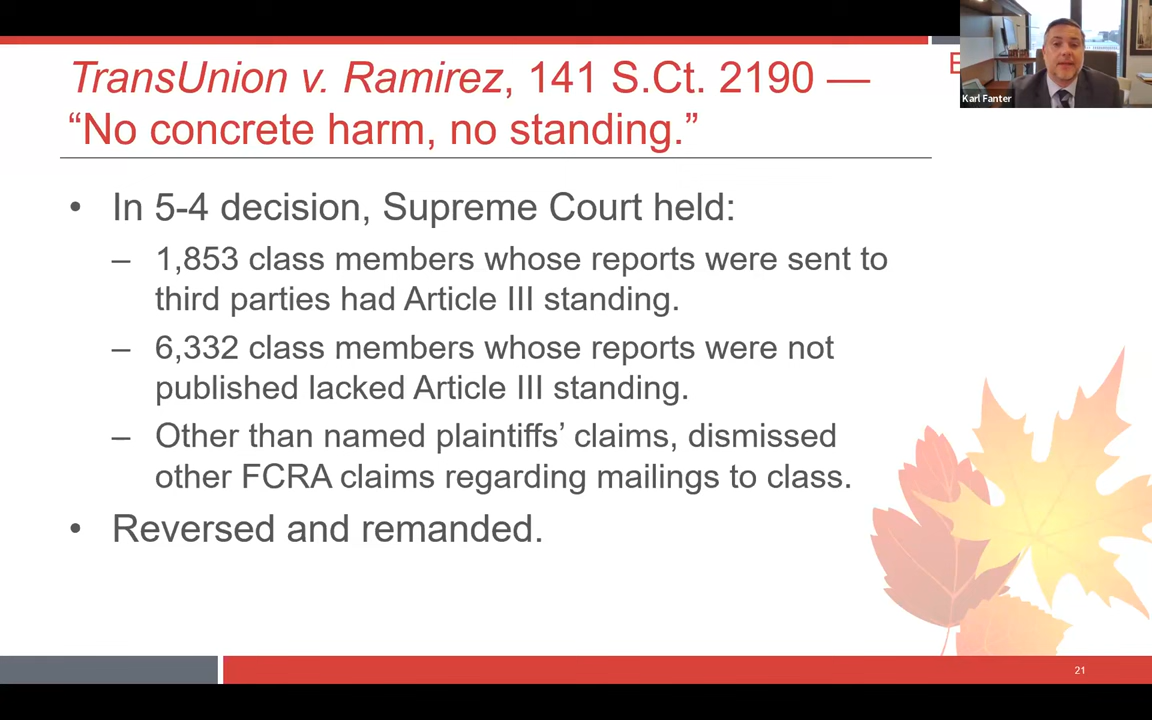 TransUnion v. Ramirez, 141 S.Ct. 2190 —
“No concrete harm, no standing.”
Karl Fanter
• In 5-4 decision, Supreme Court held:
– 1,853 class members whose reports were sent to
third parties had Article III standing.
– 6,332 class members whose reports were not
published lacked Article III standing.
– Other than named plaintiffs’ claims, dismissed
other FCRA claims regarding mailings to class.
• Reversed and remanded.
21